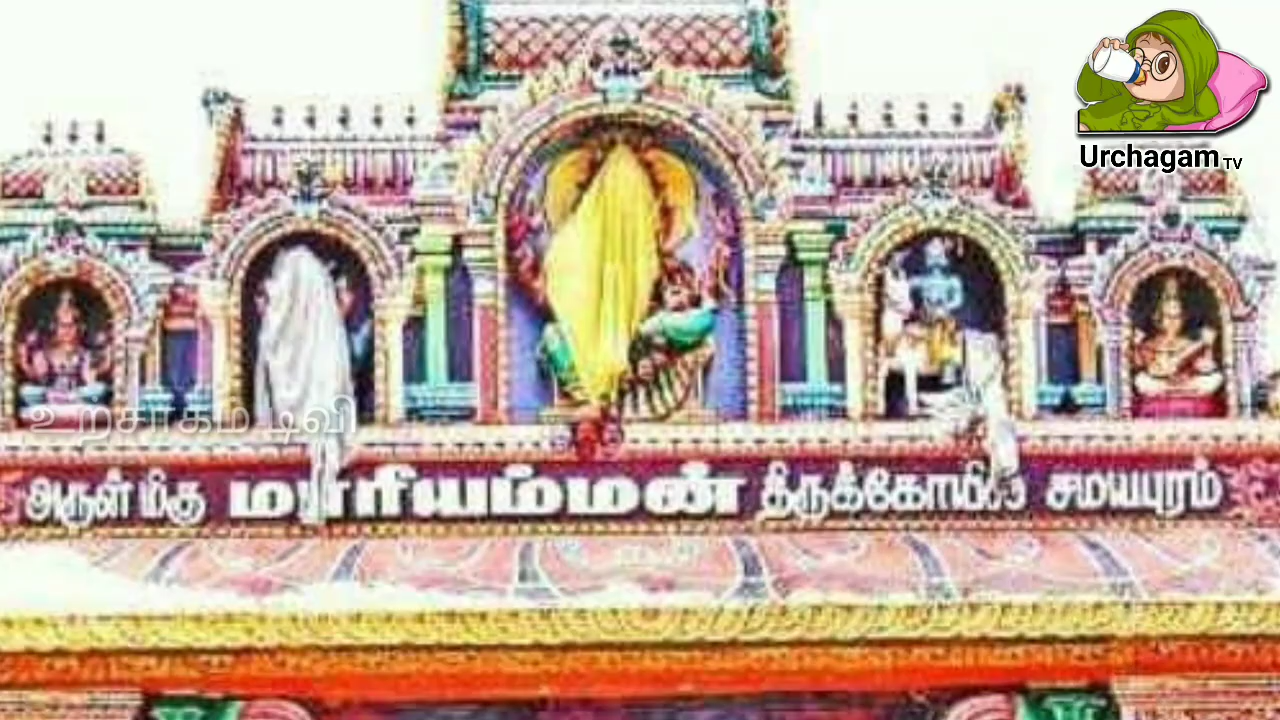 Urchagam TV
உற்சாகம் டிவி
அருள்மிகு மாரியம்மன் திருக்கோயில் சமயபுரம்